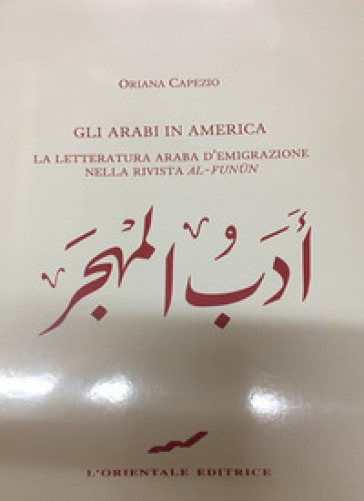 ORIANA CAPEZIO
GLI ARABI IN AMERICA
LA LETTERATURA ARABA D'EMIGRAZIONE
NELLA RIVISTA AL-FUNŪN
أَدَبُ المَهْجَرَ
L'ORIENTALE EDITRICE